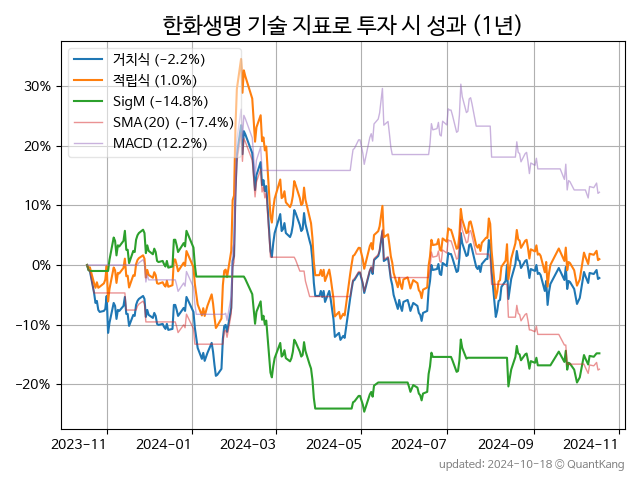 한화생명 기술 지표로 투자 시 성과 (1년)
거치식 (−2.2%)
적립식 (1.0%)
SigM (−14.8%)
SMA(20) (−17.4%)
MACD (12.2%)
30%
20%
10%
0%
−10%
−20%
2023-11 2024-01 2024-03 2024-05 2024-07 2024-09 2024-11
updated: 2024-10-18 © QuantKang